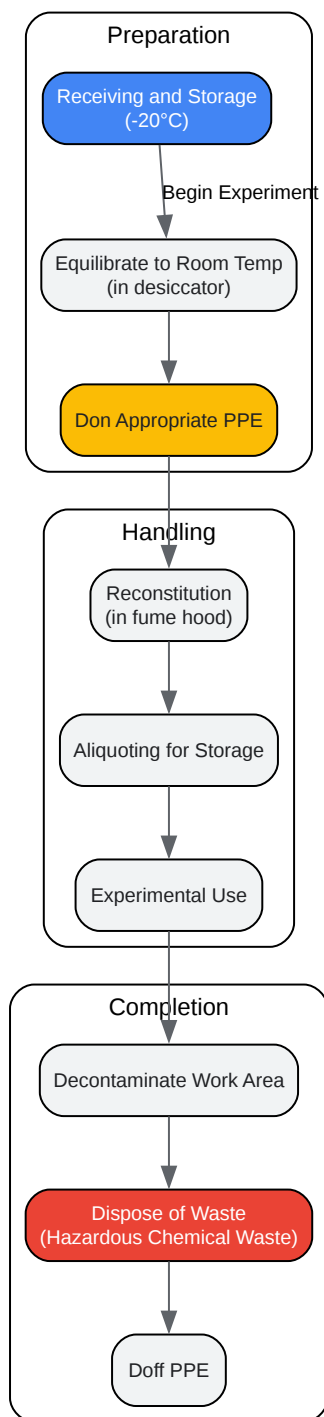 Preparation
Receiving and Storage
(-20°C)
Begin Experiment
Equilibrate to Room Temp
(in desiccator)
Don Appropriate PPE
Handling
Reconstitution
(in fume hood)
Aliquoting for Storage
Experimental Use
Completion
Decontaminate Work Area
Dispose of Waste
(Hazardous Chemical Waste)
Doff PPE